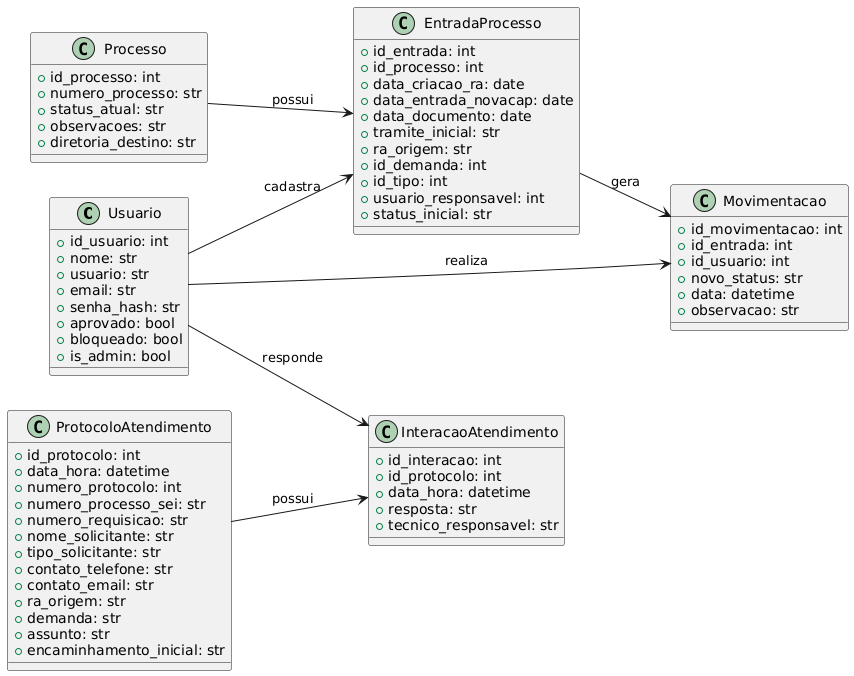 C Processo
id_processo: int
numero_processo: str
status_atual: str
observacoes: str
diretoria_destino: str
possui
C EntradaProcesso
id_entrada: int
id_processo: int
data_criacao_ra: date
data_entrada_novacap: date
data_documento: date
tramite_inicial: str
ra_origem: str
id_demanda: int
id_tipo: int
usuario_responsavel: int
status_inicial: str
C Usuario
id_usuario: int
nome: str
usuario: str
email: str
senha_hash: str
aprovado: bool
bloqueado: bool
is_admin: bool
cadastra
realiza
responde
gera
C Movimentacao
id_movimentacao: int
id_entrada: int
id_usuario: int
novo_status: str
data: datetime
observacao: str
C ProtocoloAtendimento
id_protocolo: int
data_hora: datetime
numero_protocolo: int
numero_processo_sei: str
numero_requisicao: str
nome_solicitante: str
tipo_solicitante: str
contato_telefone: str
contato_email: str
ra_origem: str
demanda: str
assunto: str
encaminhamento_inicial: str
possui
C InteracaoAtendimento
id_interacao: int
id_protocolo: int
data_hora: datetime
resposta: str
tecnico_responsavel: str